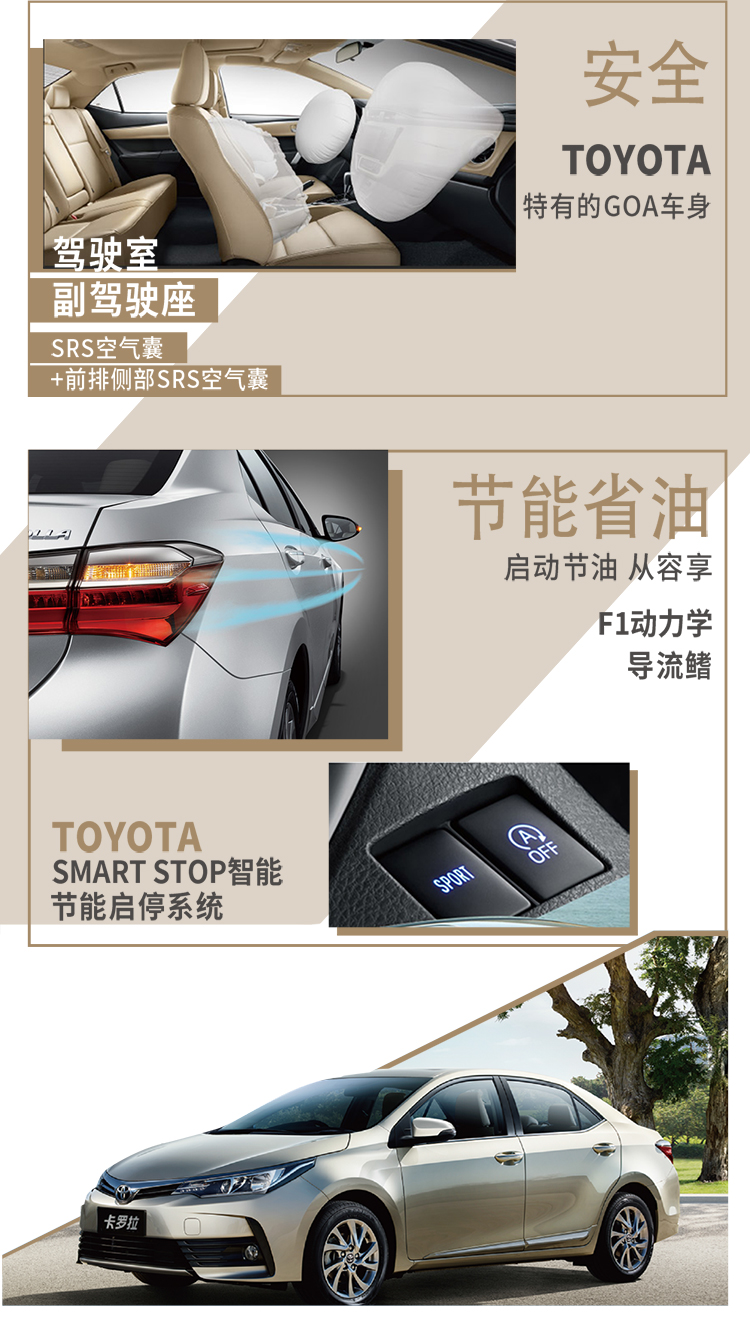 安全
TOYOTA
特有的GOA车身
驾驶室
副驾驶座
SRS空气囊
+前排侧部SRS空气囊
OLLA
节能省油
启动节油 从容享
F1动力学
导流鳍
TOYOTA
SMART STOP智能
节能启停系统
SPORT
A
OFF
卡罗拉